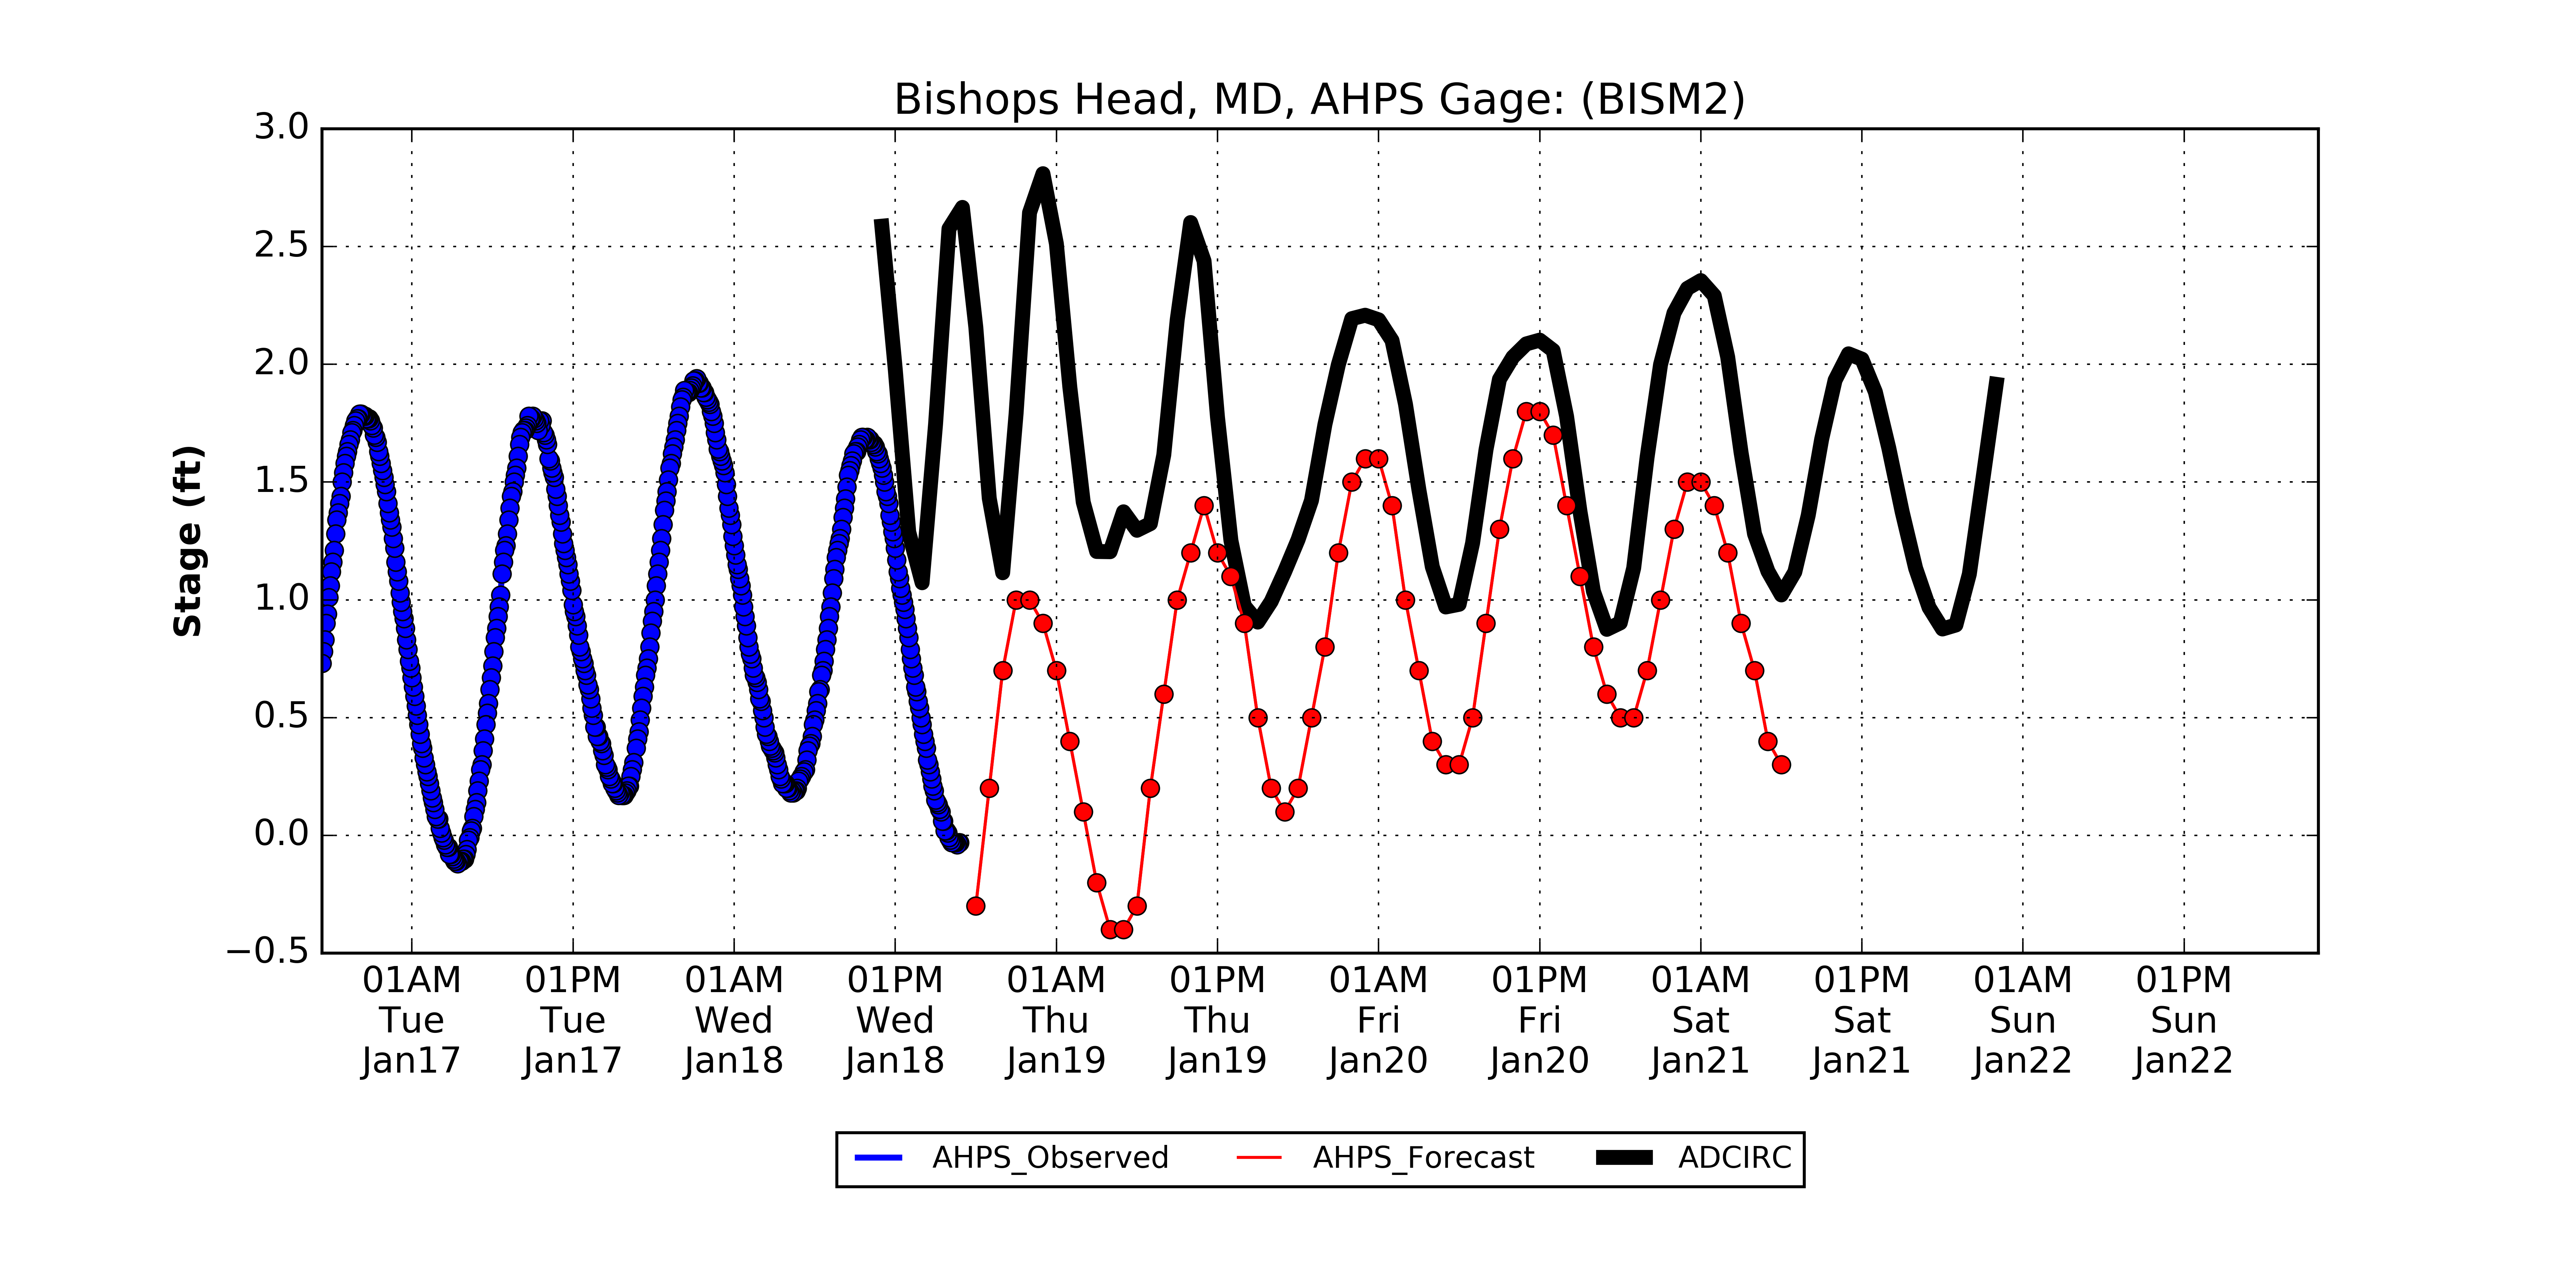 Bishops Head, MD, AHPS Gage: (BISM2)
3.0
2.5
2.0
1.5
1.0
0.5
0.0
−0.5
Stage (ft)
01AM 01PM 01AM 01PM 01AM 01PM 01AM 01PM 01AM 01PM 01AM 01PM
Tue Tue Wed Wed Thu Thu Fri Fri Sat Sat Sun Sun
Jan17 Jan17 Jan18 Jan18 Jan19 Jan19 Jan20 Jan20 Jan21 Jan21 Jan22 Jan22
AHPS_Observed AHPS_Forecast ADCIRC